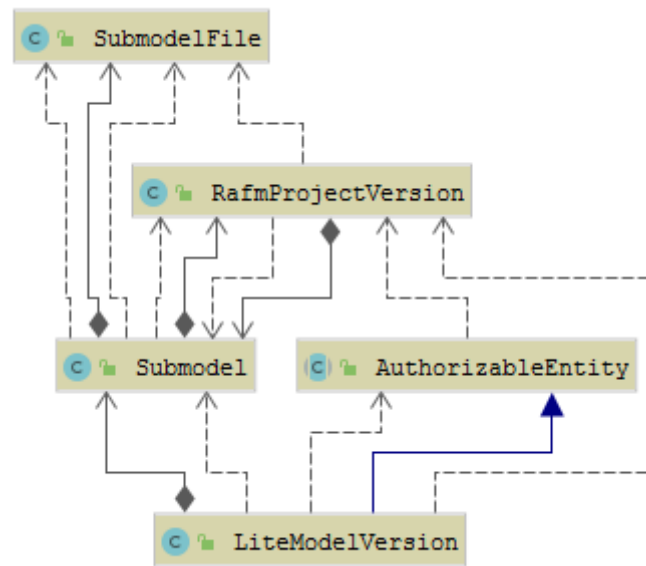 C SubmodelFile
C RafmProjectVersion
C Submodel
C AuthorizableEntity
C LiteModelVersion